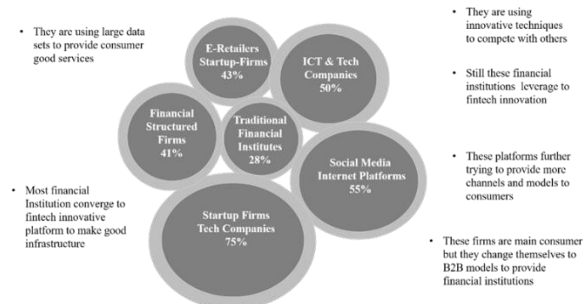 • They are using large data
sets to provide consumer
good services
• Most financial
Institution converge to
fintech innovative
platform to make good
infrastructure
E-Retailers
Startup-Firms
43%
ICT & Tech
Companies
50%
Financial
Structured
Firms
41%
Traditional
Financial
Institutes
28%
Social Media
Internet Platforms
55%
Startup Firms
Tech Companies
75%
• They are using
innovative techniques
to compete with others
• Still these financial
institutions leverage to
fintech innovation
• These platforms further
trying to provide more
channels and models to
consumers
• These firms are main consumer
but they change themselves to
B2B models to provide
financial institutions